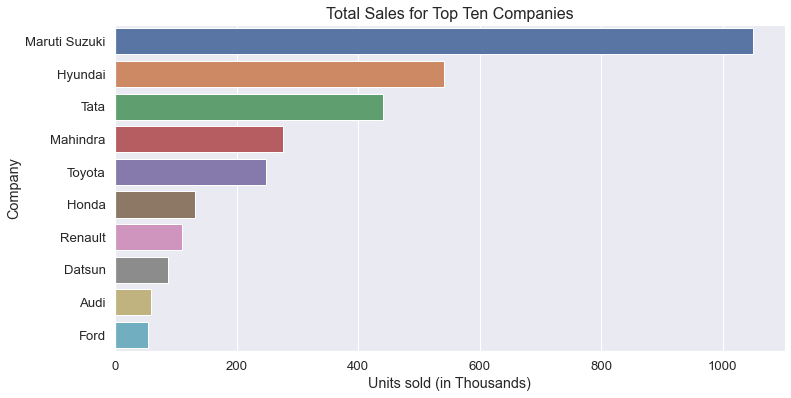 Total Sales for Top Ten Companies
Company
Maruti Suzuki
Hyundai
Tata
Mahindra
Toyota
Honda
Renault
Datsun
Audi
Ford
0 200 400 600 800 1000
Units sold (in Thousands)